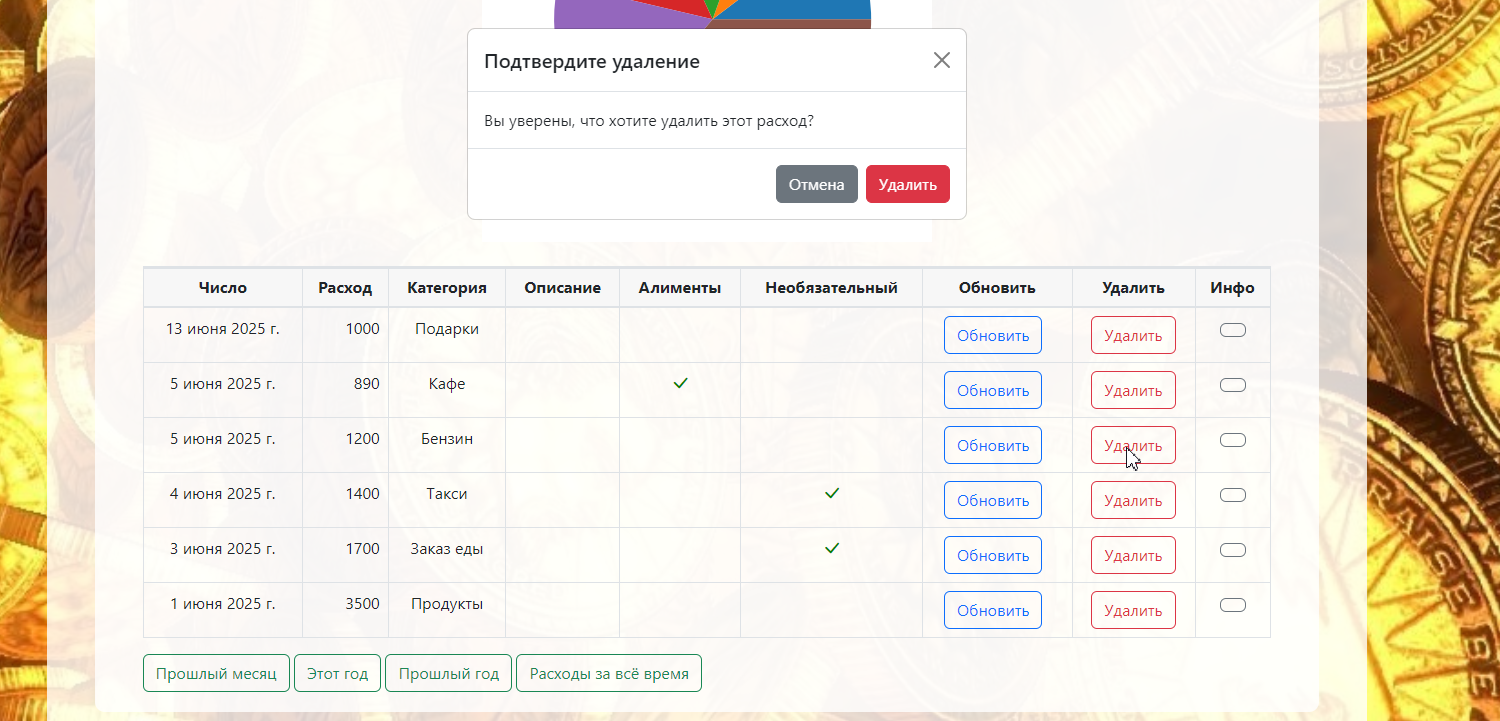 Подтвердите удаление
Вы уверены, что хотите удалить этот расход?
Отмена Удалить
Число Расход Категория Описание Алименты Необязательный Обновить Удалить Инфо
13 июня 2025 г. 1000 Подарки Обновить Удалить
5 июня 2025 г. 890 Кафе Обновить Удалить
5 июня 2025 г. 1200 Бензин Обновить Удалить
4 июня 2025 г. 1400 Такси Обновить Удалить
3 июня 2025 г. 1700 Заказ еды Обновить Удалить
1 июня 2025 г. 3500 Продукты Обновить Удалить
Прошлый месяц Этот год Прошлый год Расходы за всё время